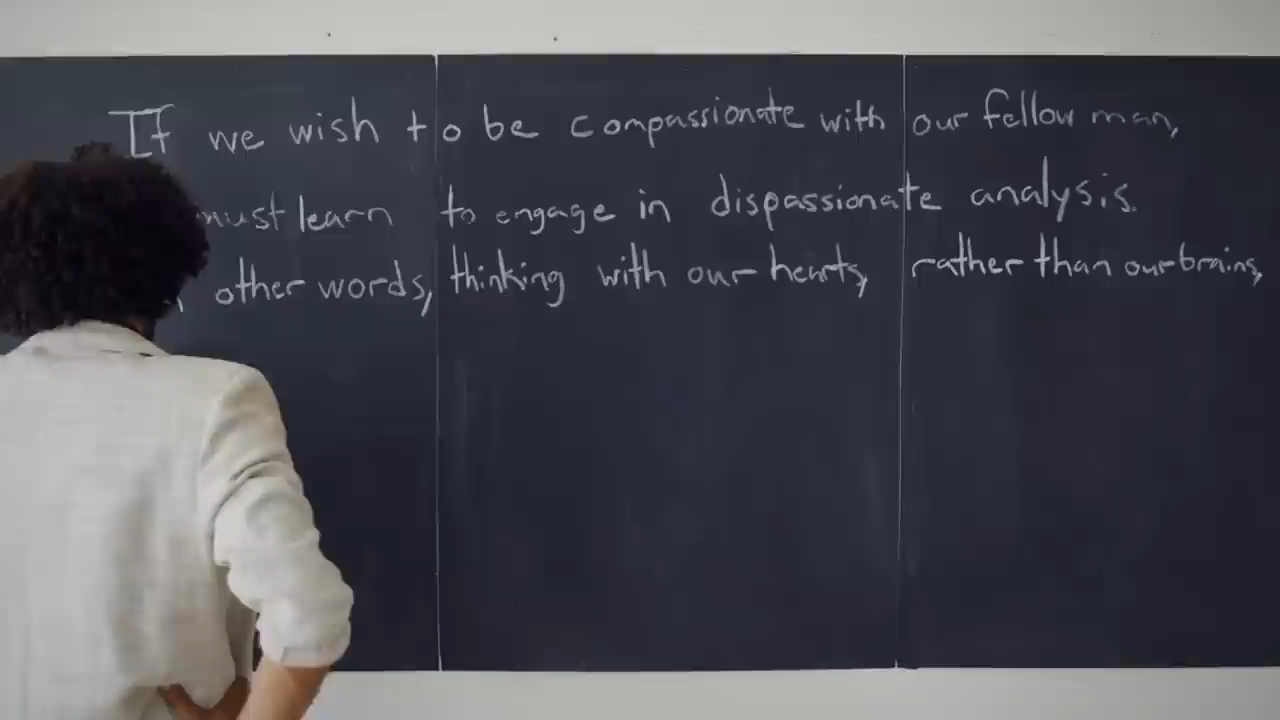 If we wish to be compassionate with our fellow man,
must learn to engage in dispassionate analysis.
other words, thinking with our hearts, rather than our brains,